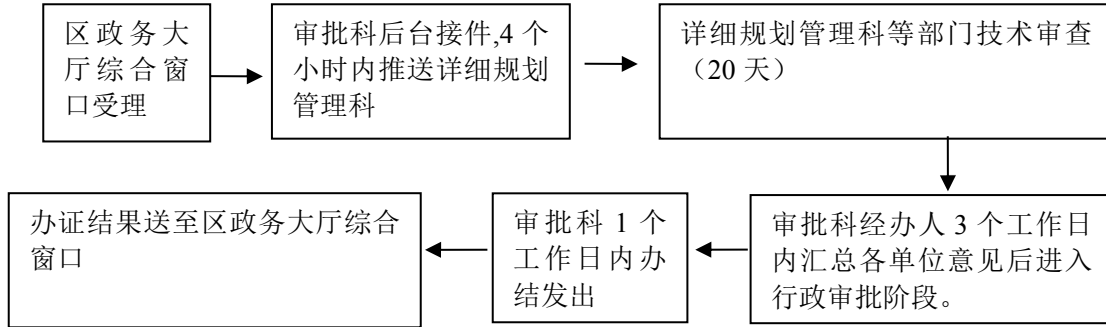 区政务大
厅综合窗
口受理
审批科后台接件,4 个
小时内推送详细规划
管理科
详细规划管理科等部门技术审查
（20 天）
审批科经办人 3 个工作日
内汇总各单位意见后进入
行政审批阶段。
审批科 1 个
工作日内办
结发出
办证结果送至区政务大厅综合
窗口